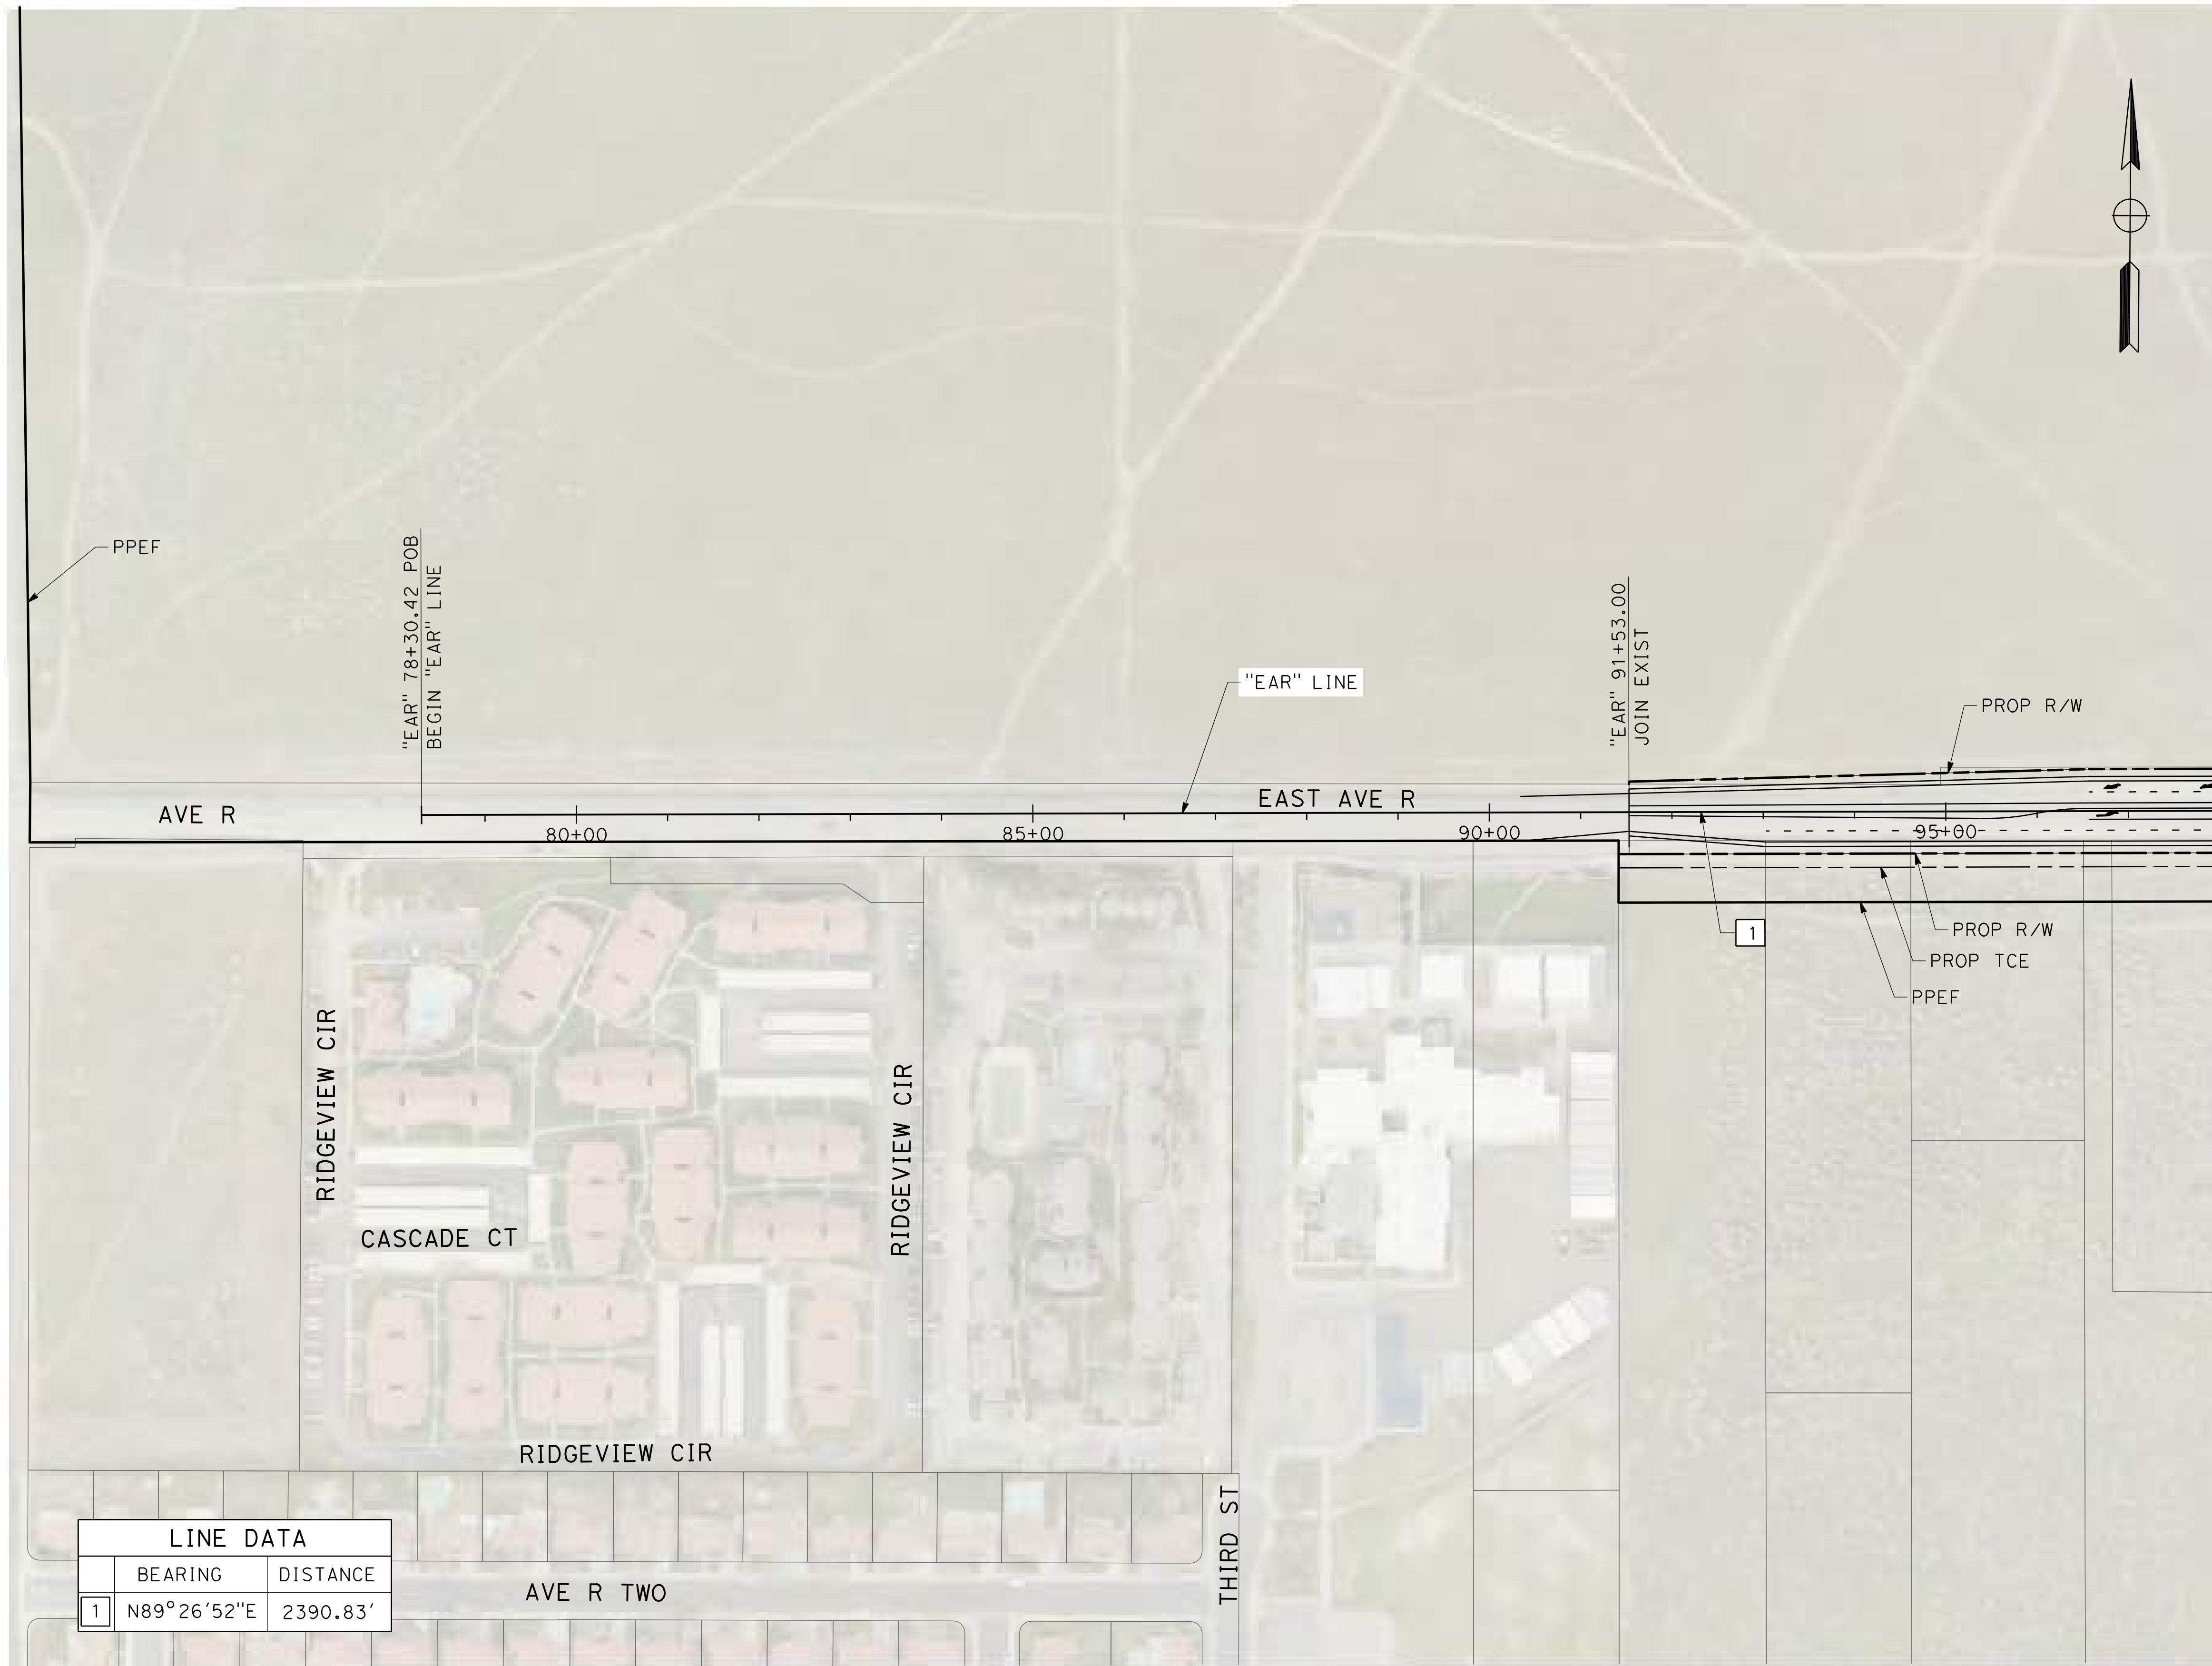 PPEF
"EAR" 78+30.42 POB
BEGIN "EAR" LINE
"EAR" LINE
"EAR" 91+53.00
JOIN EXIST
PROP R/W
AVE R
EAST AVE R
80+00
85+00
90+00
95+00
1
PROP R/W
PROP TCE
PPEF
RIDGEVIEW CIR
RIDGEVIEW CIR
CASCADE CT
RIDGEVIEW CIR
THIRD ST
AVE R TWO
LINE DATA
BEARING DISTANCE
1 N89°26'52"E 2390.83'